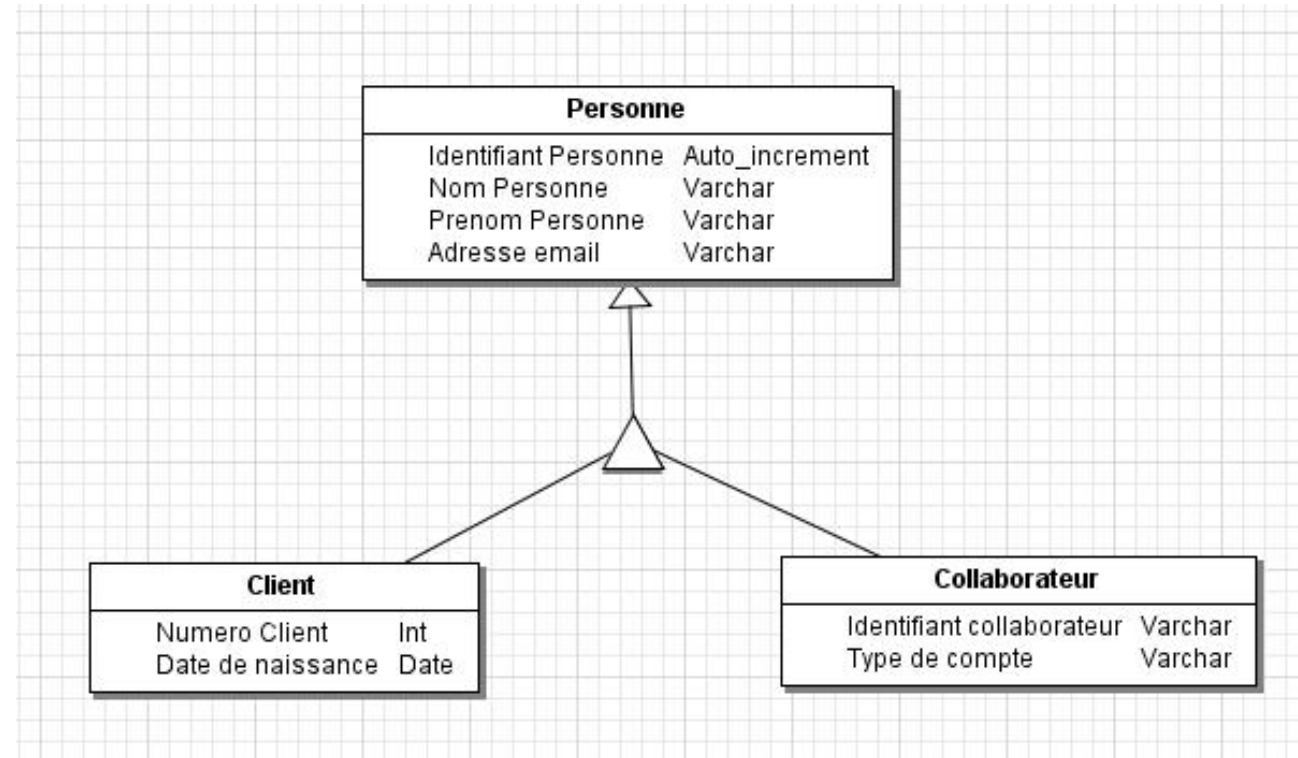 Personne
Identifiant Personne Auto_increment
Nom Personne Varchar
Prenom Personne Varchar
Adresse email Varchar
Client
Numero Client Int
Date de naissance Date
Collaborateur
Identifiant collaborateur Varchar
Type de compte Varchar